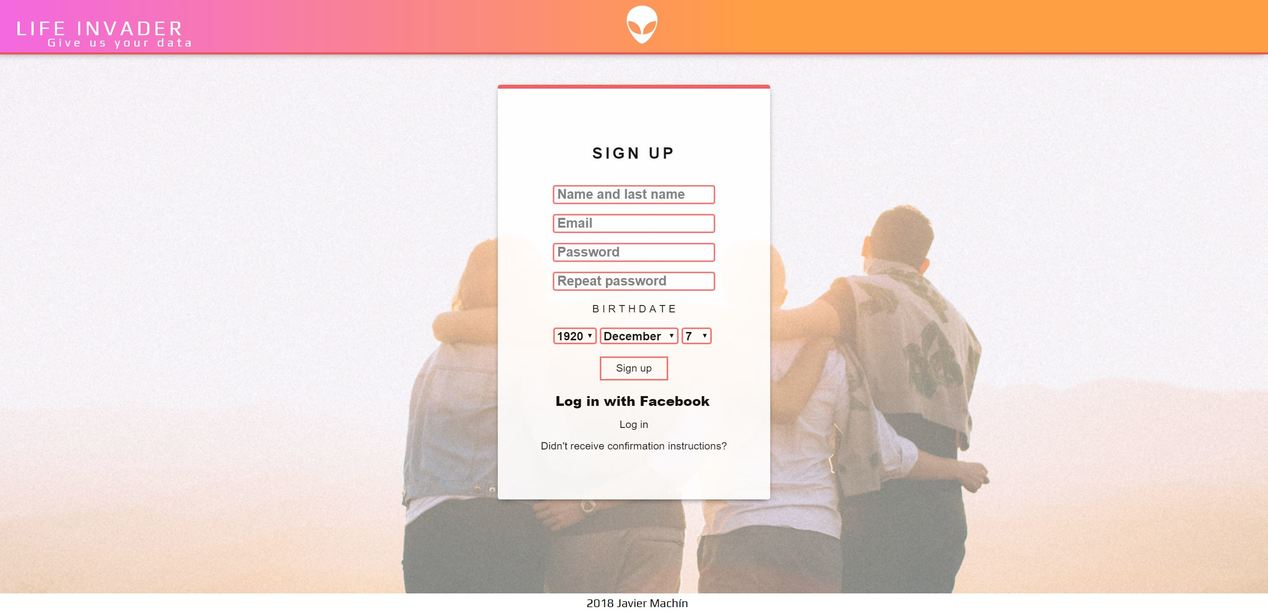 LIFE INVADER
Give us your data
SIGN UP
Name and last name
Email
Password
Repeat password
BIRTHDATE
1920 December 7
Sign up
Log in with Facebook
Log in
Didn't receive confirmation instructions?
2018 Javier Machín